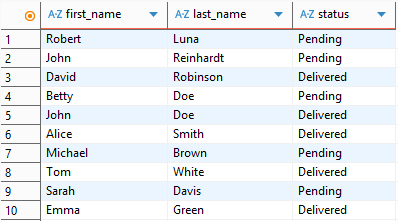 A-Z first_name A-Z last_name A-Z status
1 Robert Luna Pending
2 John Reinhardt Pending
3 David Robinson Delivered
4 Betty Doe Pending
5 John Doe Delivered
6 Alice Smith Delivered
7 Michael Brown Pending
8 Tom White Delivered
9 Sarah Davis Pending
10 Emma Green Delivered